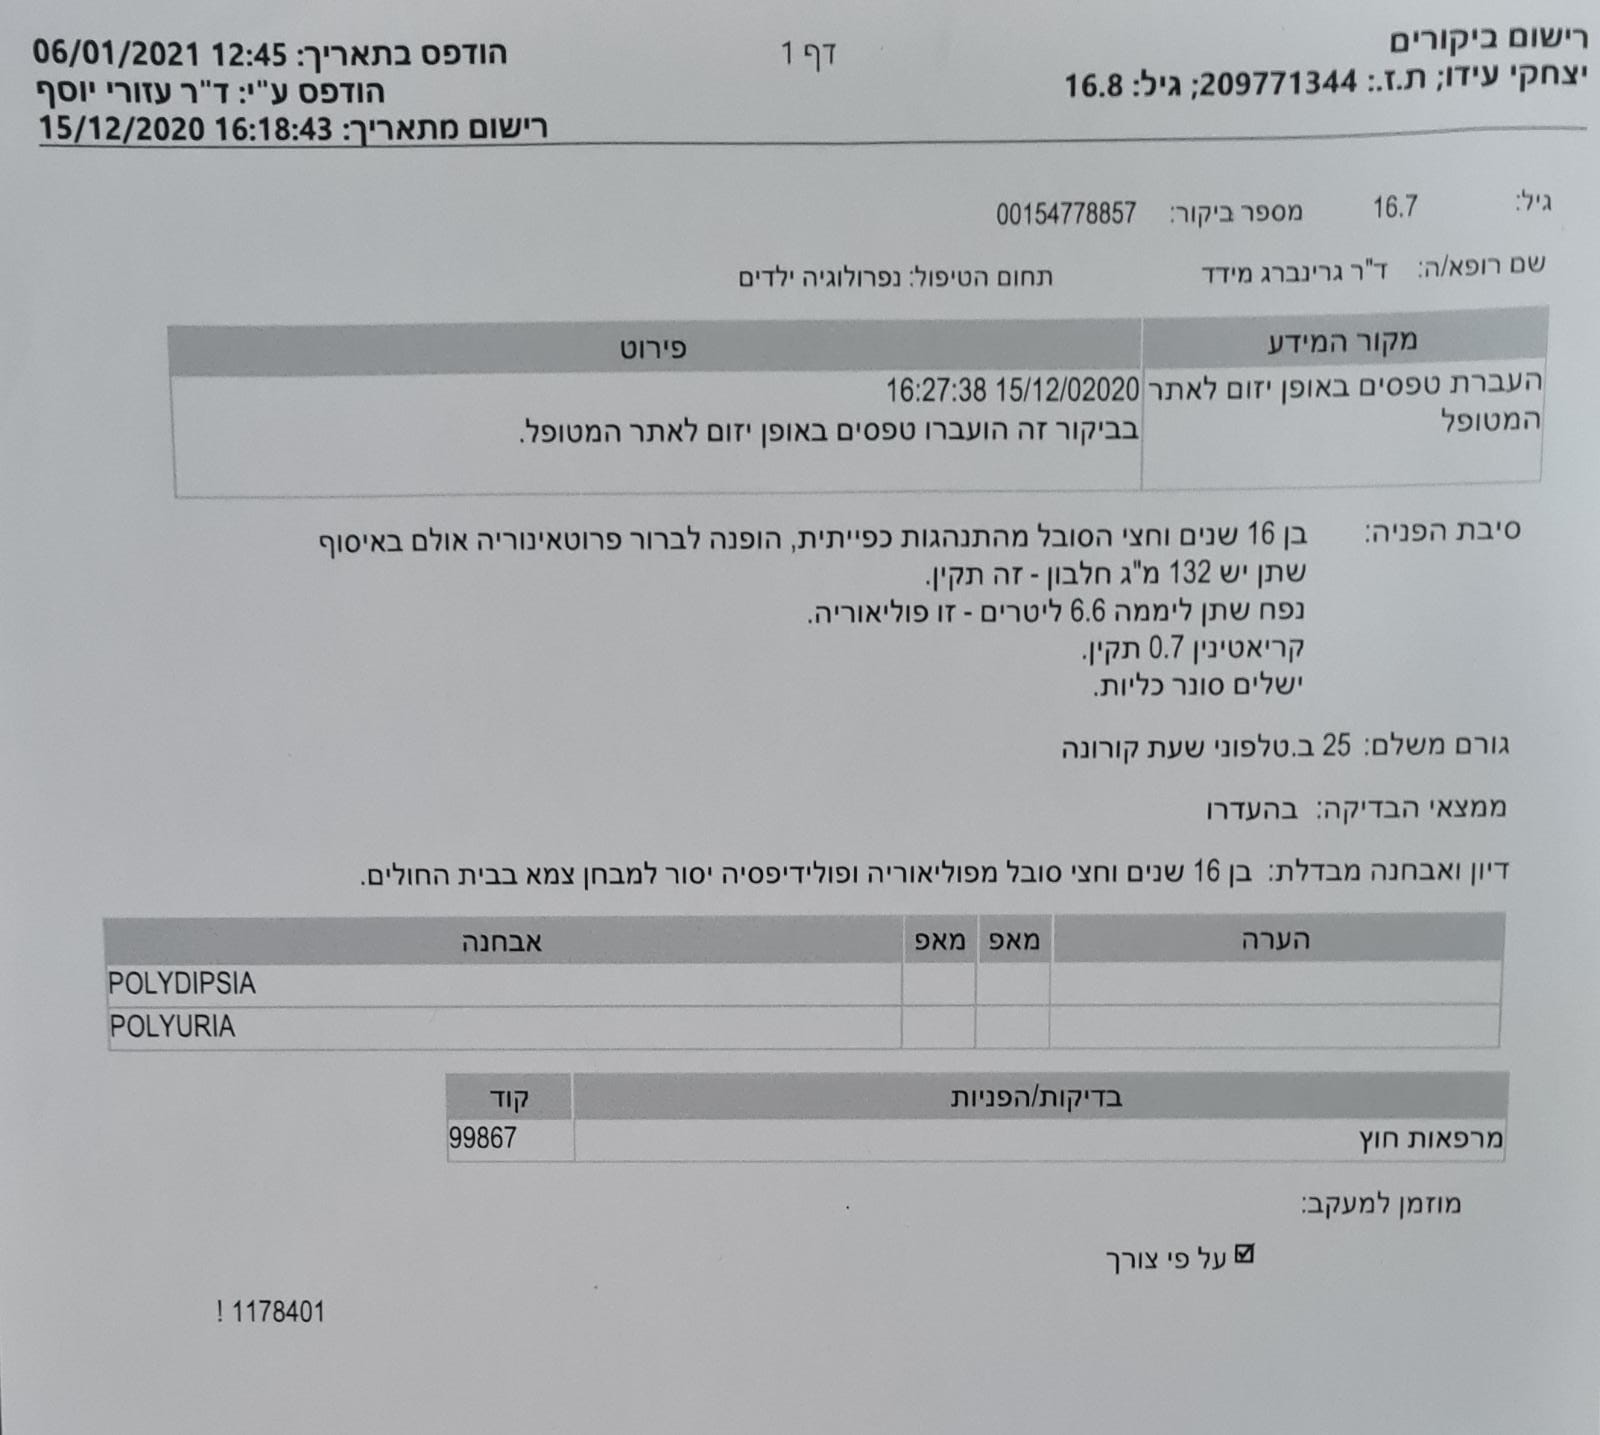 רישום ביקורים
יצחקי עידו; ת.ז.: 209771344; גיל: 16.8
דף 1
הודפס בתאריך: 06/01/2021 12:45
הודפס ע"י: ד"ר עזורי יוסף
רישום מתאריך: 15/12/2020 16:18:43
גיל: 16.7 מספר ביקור: 00154778857
שם רופא/ה: ד"ר גרינברג מידד תחום הטיפול: נפרולוגיה ילדים
מקור המידע פירוט
העברת טפסים באופן יזום לאתר 16:27:38 15/12/02020
המטופל בביקור זה הועברו טפסים באופן יזום לאתר המטופל.
סיבת הפניה: בן 16 שנים וחצי הסובל מהתנהגות כפייתית, הופנה לברור פרוטאינוריה אולם באיסוף
שתן יש 132 מ"ג חלבון - זה תקין.
נפח שתן ליממה 6.6 ליטרים - זו פוליאוריה.
קריאטינין 0.7 תקין.
ישלים סונר כליות.
גורם משלם: 25 ב.טלפוני שעת קורונה
ממצאי הבדיקה: בהעדרו
דיון ואבחנה מבדלת: בן 16 שנים וחצי סובל מפוליאוריה ופולידיפסיה יסור למבחן צמא בבית החולים.
הערה מאפ מאפ אבחנה
POLYDIPSIA
POLYURIA
בדיקות/הפניות קוד
מרפאות חוץ 99867
מוזמן למעקב:
☑ על פי צורך
! 1178401